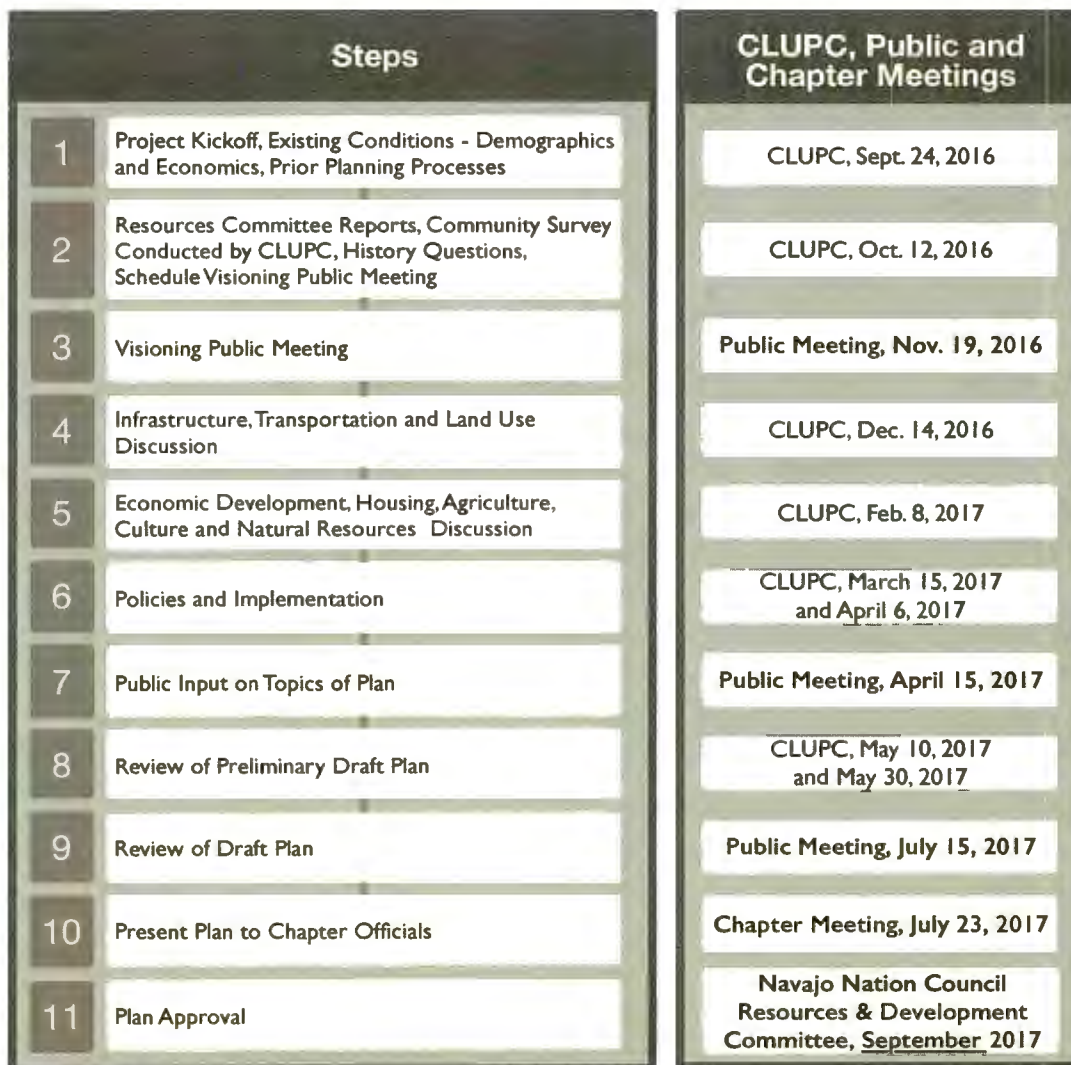 Steps
1
Project Kickoff, Existing Conditions - Demographics
and Economics, Prior Planning Processes
2
Resources Committee Reports, Community Survey
Conducted by CLUPC, History Questions,
Schedule Visioning Public Meeting
3
Visioning Public Meeting
4
Infrastructure, Transportation and Land Use
Discussion
5
Economic Development, Housing, Agriculture,
Culture and Natural Resources Discussion
6
Policies and Implementation
7
Public Input on Topics of Plan
8
Review of Preliminary Draft Plan
9
Review of Draft Plan
10
Present Plan to Chapter Officials
11
Plan Approval
CLUPC, Public and
Chapter Meetings
CLUPC, Sept. 24, 2016
CLUPC, Oct. 12, 2016
Public Meeting, Nov. 19, 2016
CLUPC, Dec. 14, 2016
CLUPC, Feb. 8, 2017
CLUPC, March 15, 2017
and April 6, 2017
Public Meeting, April 15, 2017
CLUPC, May 10, 2017
and May 30, 2017
Public Meeting, July 15, 2017
Chapter Meeting, July 23, 2017
Navajo Nation Council
Resources & Development
Committee, September 2017